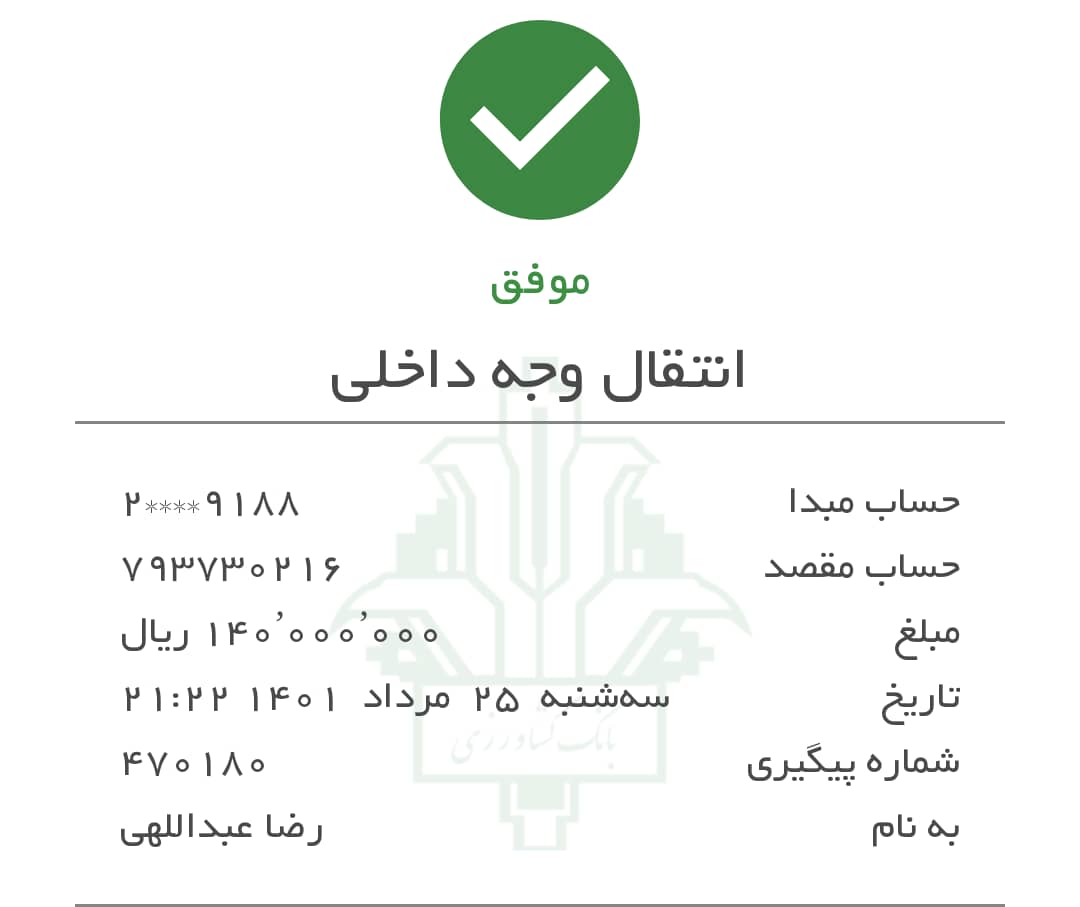 موفق
انتقال وجه داخلی
حساب مبدا ۲****۹۱۸۸
حساب مقصد ۷۹۳۷۳۰۲۱۶
مبلغ ۱۴۰٬۰۰۰٬۰۰۰ ریال
تاریخ سه‌شنبه ۲۵ مرداد ۱۴۰۱ ۲۱:۲۲
شماره پیگیری ۴۷۰۱۸۰
به نام رضا عبداللهی
بانک کشاورزی